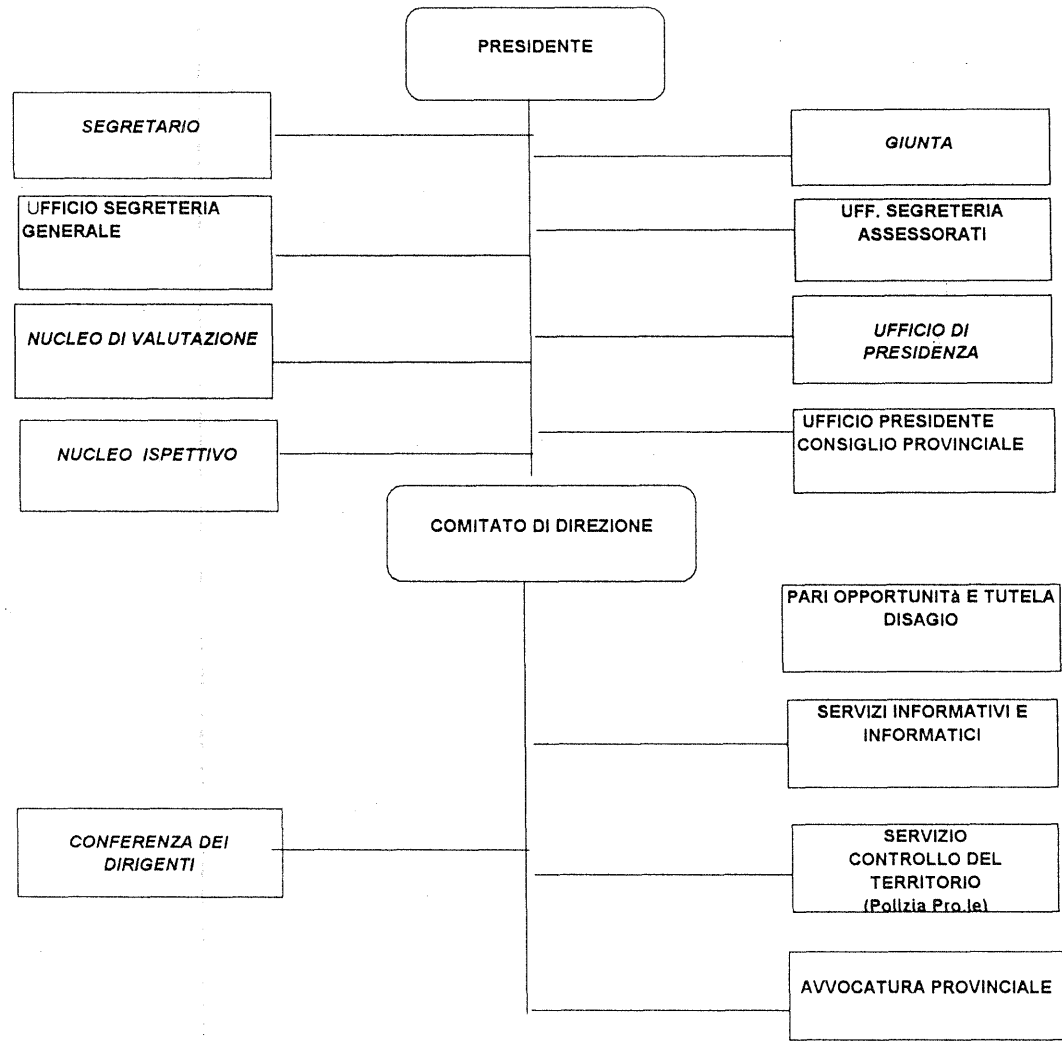 PRESIDENTE
SEGRETARIO
GIUNTA
UFFICIO SEGRETERIA
GENERALE
UFF. SEGRETERIA
ASSESSORATI
NUCLEO DI VALUTAZIONE
UFFICIO DI
PRESIDENZA
NUCLEO ISPETTIVO
UFFICIO PRESIDENTE
CONSIGLIO PROVINCIALE
COMITATO DI DIREZIONE
PARI OPPORTUNITà E TUTELA
DISAGIO
SERVIZI INFORMATIVI E
INFORMATICI
CONFERENZA DEI
DIRIGENTI
SERVIZIO
CONTROLLO DEL
TERRITORIO
(Polizia Pro.le)
AVVOCATURA PROVINCIALE